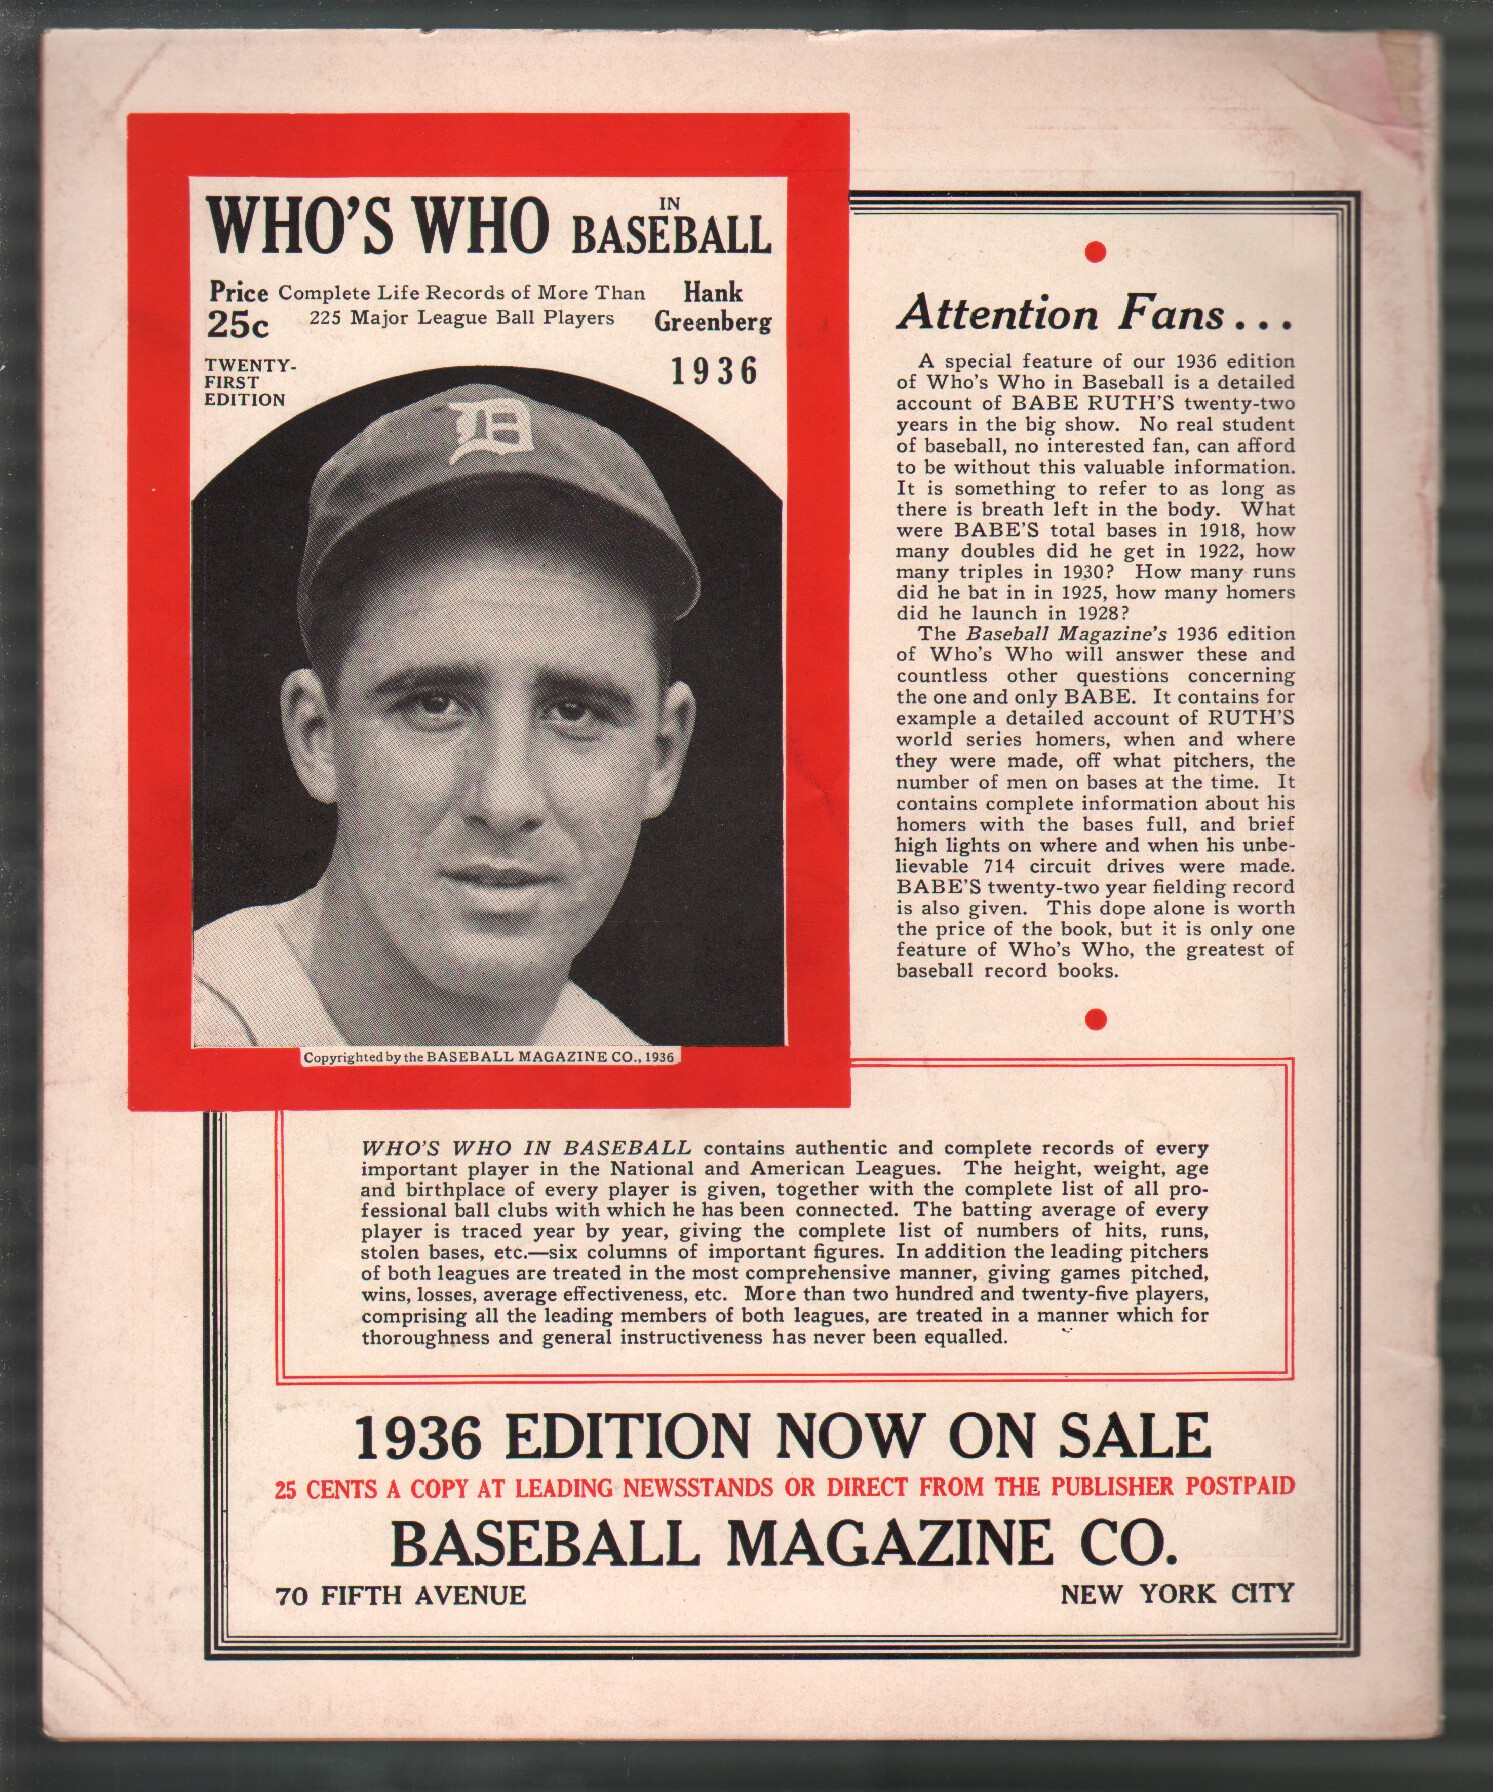 WHO'S WHO IN BASEBALL
Price 25c
Complete Life Records of More Than
225 Major League Ball Players
Hank
Greenberg
1936
TWENTY-
FIRST
EDITION
D
Copyrighted by the BASEBALL MAGAZINE CO., 1936
Attention Fans...
A special feature of our 1936 edition
of Who's Who in Baseball is a detailed
account of BABE RUTH'S twenty-two
years in the big show. No real student
of baseball, no interested fan, can afford
to be without this valuable information.
It is something to refer to as long as
there is breath left in the body. What
were BABE'S total bases in 1918, how
many doubles did he get in 1922, how
many triples in 1930? How many runs
did he bat in in 1925, how many homers
did he launch in 1928?
The Baseball Magazine's 1936 edition
of Who's Who will answer these and
countless other questions concerning
the one and only BABE. It contains for
example a detailed account of RUTH'S
world series homers, when and where
they were made, off what pitchers, the
number of men on bases at the time. It
contains complete information about his
homers with the bases full, and brief
high lights on where and when his unbe-
lievable 714 circuit drives were made.
BABE'S twenty-two year fielding record
is also given. This dope alone is worth
the price of the book, but it is only one
feature of Who's Who, the greatest of
baseball record books.
WHO'S WHO IN BASEBALL contains authentic and complete records of every
important player in the National and American Leagues. The height, weight, age
and birthplace of every player is given, together with the complete list of all pro-
fessional ball clubs with which he has been connected. The batting average of every
player is traced year by year, giving the complete list of numbers of hits, runs,
stolen bases, etc.—six columns of important figures. In addition the leading pitchers
of both leagues are treated in the most comprehensive manner, giving games pitched,
wins, losses, average effectiveness, etc. More than two hundred and twenty-five players,
comprising all the leading members of both leagues, are treated in a manner which for
thoroughness and general instructiveness has never been equalled.
1936 EDITION NOW ON SALE
25 CENTS A COPY AT LEADING NEWSSTANDS OR DIRECT FROM THE PUBLISHER POSTPAID
BASEBALL MAGAZINE CO.
70 FIFTH AVENUE NEW YORK CITY